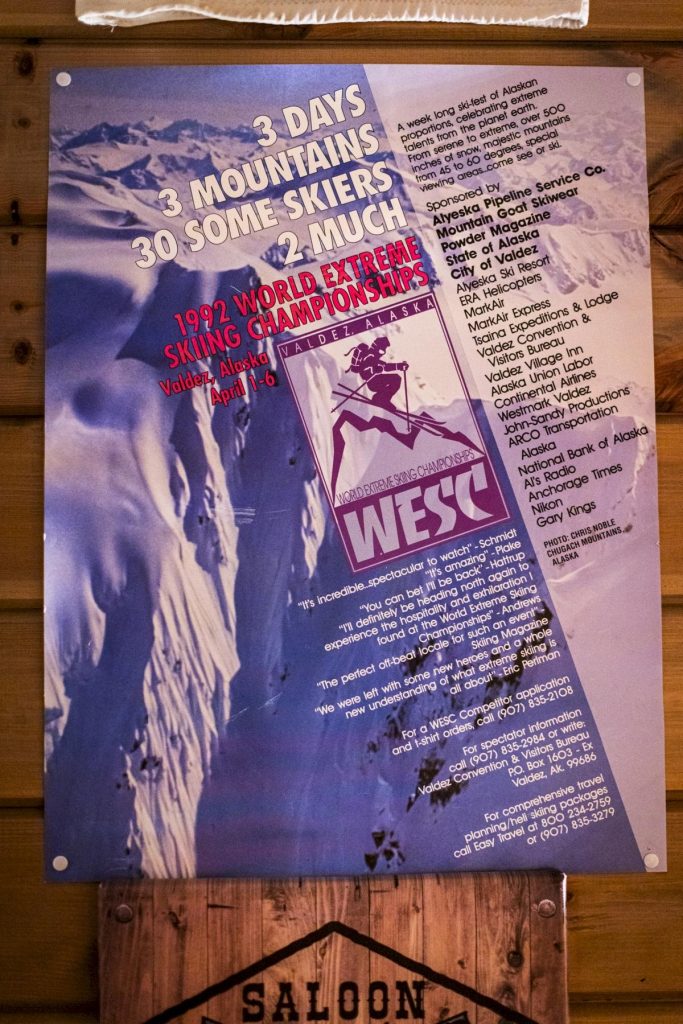 3 DAYS
3 MOUNTAINS
30 SOME SKIERS
2 MUCH
1992 WORLD EXTREME
SKIING CHAMPIONSHIPS
Valdez, Alaska
April 1-6
VALDEZ, ALASKA
WORLD EXTREME SKIING CHAMPIONSHIPS
WESC
A week long ski-fest of Alaskan
proportions, celebrating extreme
talents from the planet earth.
From serene to extreme, over 500
inches of snow, majestic mountains
from 45 to 60 degrees, special
viewing areas..come see or ski.
Sponsored by
Alyeska Pipeline Service Co.
Mountain Goat Skiwear
Powder Magazine
State of Alaska
City of Valdez
Alyeska Ski Resort
ERA Helicopters
MarkAir
MarkAir Express
Tsaina Expeditions & Lodge
Valdez Convention &
Visitors Bureau
Valdez Village Inn
Alaska Union Labor
Continental Airlines
Westmark Valdez
John-Sandy Productions
ARCO Transportation
Alaska
National Bank of Alaska
Al's Radio
Anchorage Times
Nikon
Gary Kings
PHOTO: CHRIS NOBLE
CHUGACH MOUNTAINS,
ALASKA
"It's incredible...spectacular to watch" - Schmidt
"It's amazing" - Plake
"You can bet I'll be back" - Hattrup
"I'll definitely be heading north again to
experience the hospitality and exhilaration I
found at the World Extreme Skiing
Championships" - Andrews
"The perfect off-beat locale for such an event" -
Skiing Magazine
"We were left with some new heroes and a whole
new understanding of what extreme skiing is
all about" - Eric Perlman
For a WESC Competitor application
and t-shirt orders, call (907) 835-2108
For spectator information
call (907) 835-2984 or write:
Valdez Convention & Visitors Bureau
P.O. Box 1603 - Ex
Valdez, Ak. 99686
For comprehensive travel
planning/heli skiing packages
call Easy Travel at 800 234-2759
or (907) 835-3279
SALOON